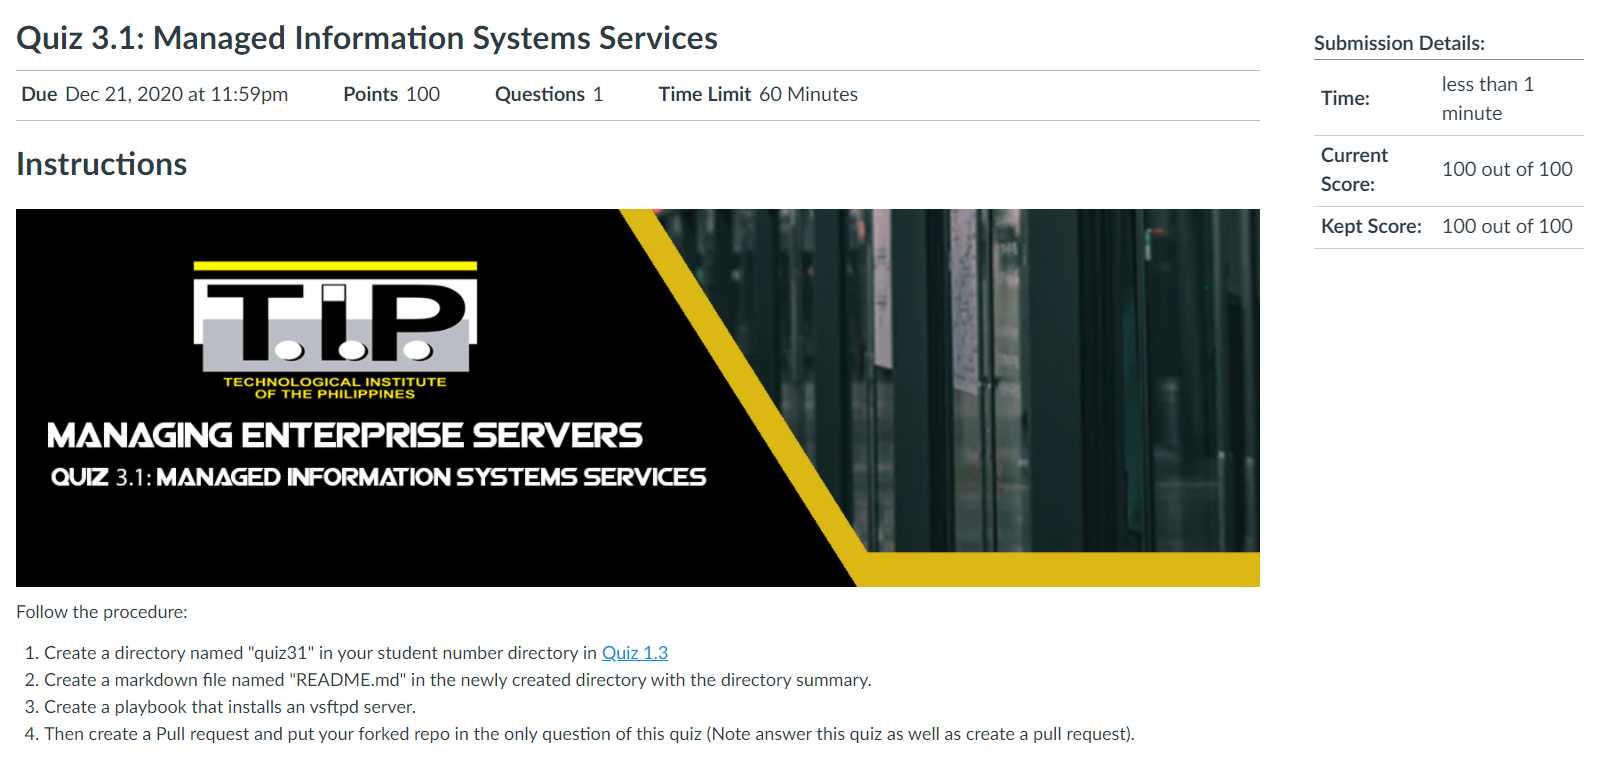 Quiz 3.1: Managed Information Systems Services
Due Dec 21, 2020 at 11:59pm Points 100 Questions 1 Time Limit 60 Minutes
Instructions
T.I.P.
TECHNOLOGICAL INSTITUTE
OF THE PHILIPPINES
MANAGING ENTERPRISE SERVERS
QUIZ 3.1: MANAGED INFORMATION SYSTEMS SERVICES
Follow the procedure:
1. Create a directory named "quiz31" in your student number directory in Quiz 1.3
2. Create a markdown file named "README.md" in the newly created directory with the directory summary.
3. Create a playbook that installs an vsftpd server.
4. Then create a Pull request and put your forked repo in the only question of this quiz (Note answer this quiz as well as create a pull request).
Submission Details:
Time: less than 1
minute
Current
Score: 100 out of 100
Kept Score: 100 out of 100